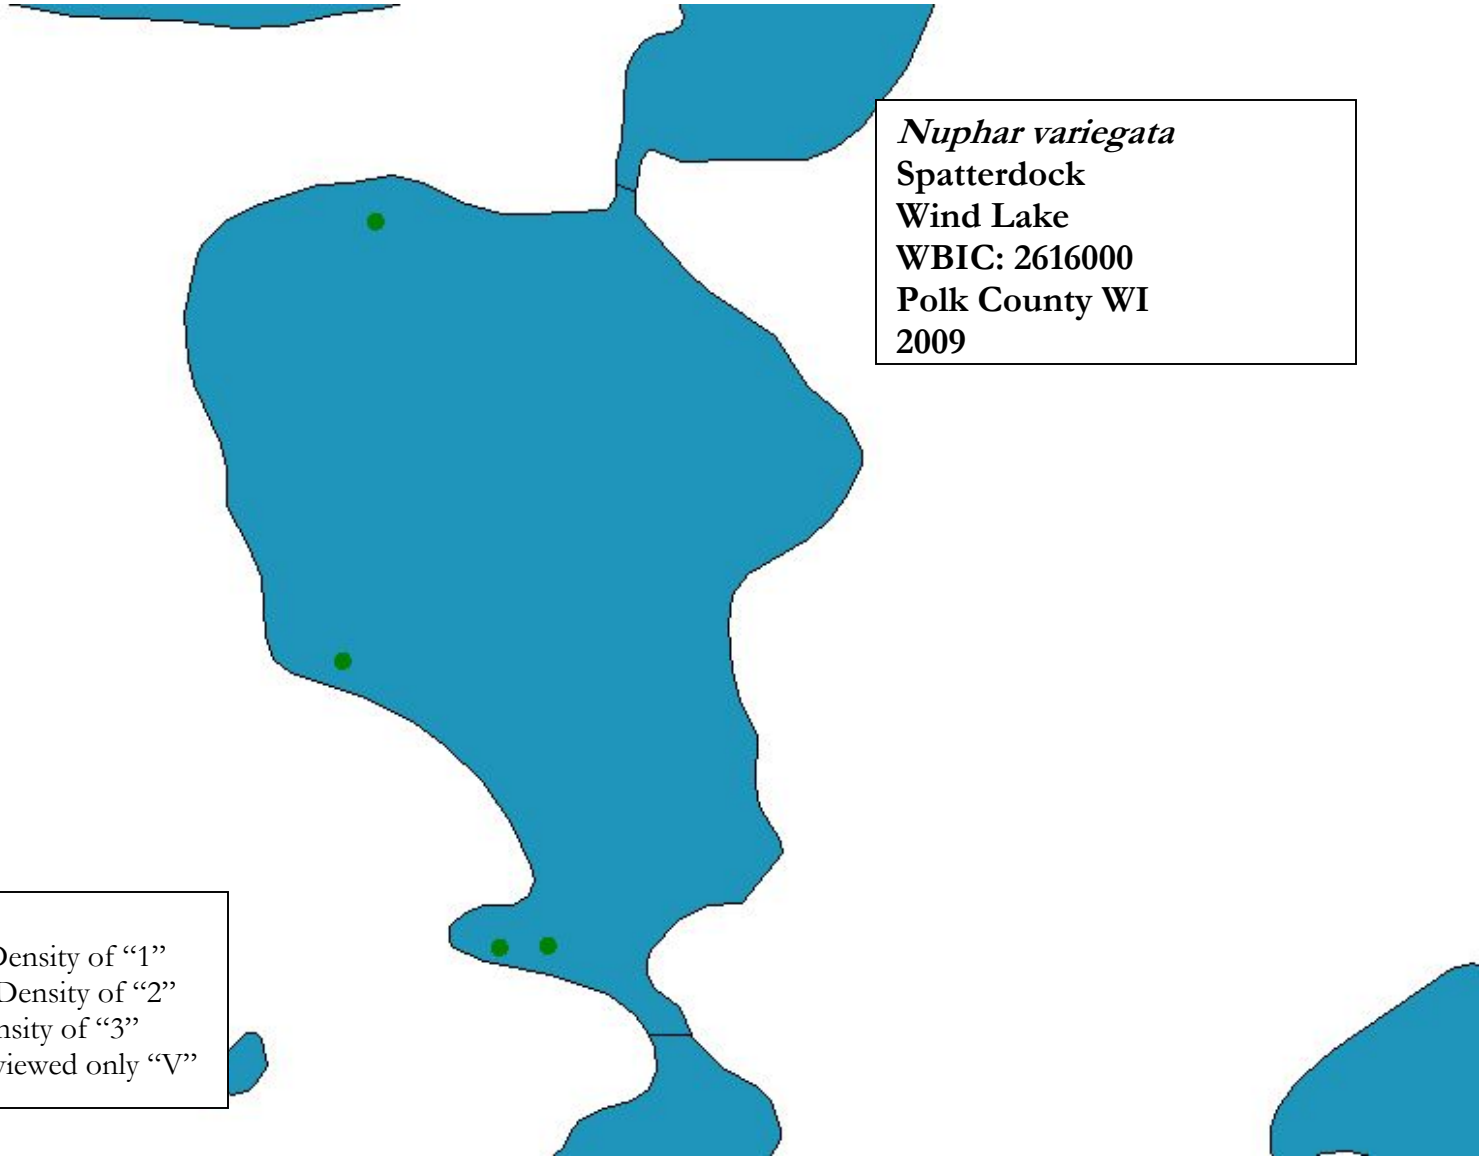 Nuphar variegata
Spatterdock
Wind Lake
WBIC: 2616000
Polk County WI
2009
Density of “1”
Density of “2”
of “3”
viewed only “V”